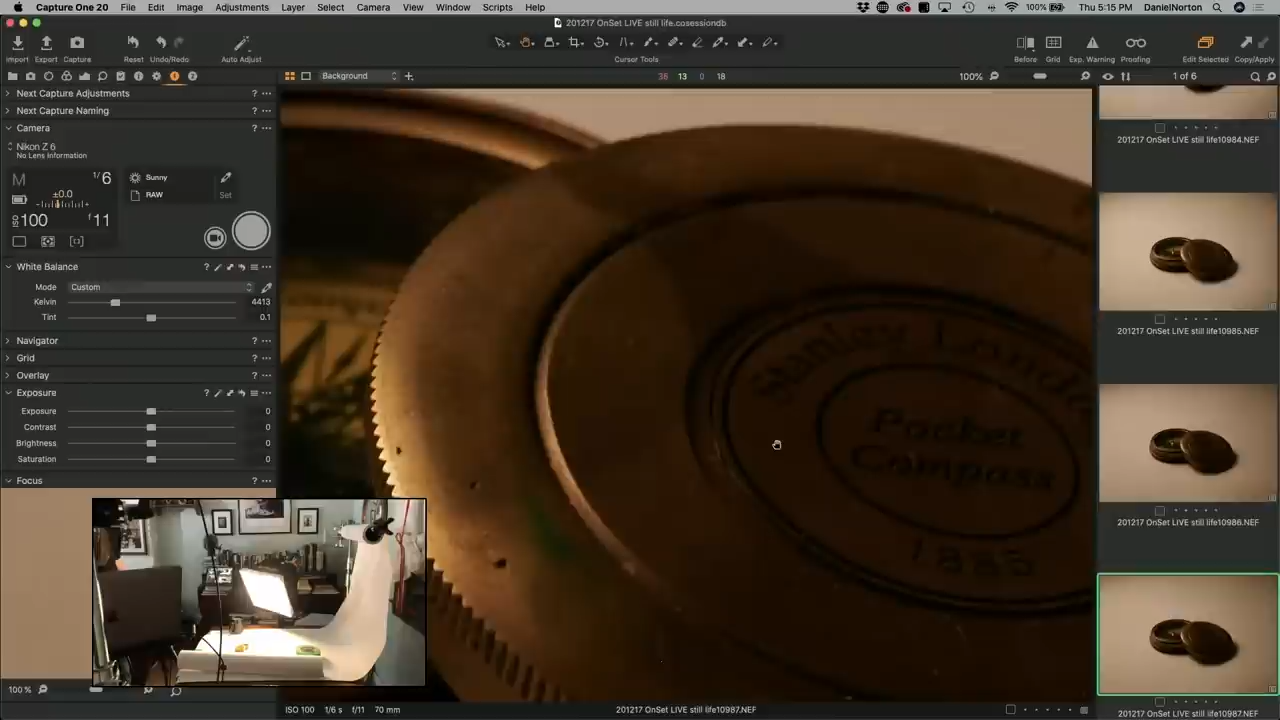 Capture One 20 File Edit Image Adjustments Layer Select Camera View Window Scripts Help 100% Thu 5:15 PM DanielNorton
201217 OnSet LIVE still life.cosessiondb
Import Export Capture Reset Undo/Redo Auto Adjust Cursor Tools Before Grid Exp. Warning Proofing Edit Selected Copy/Apply
Background 36 13 0 18 100% 1 of 6
Next Capture Adjustments ? ...
Next Capture Naming ? ...
Camera ? ...
Nikon Z 6
No Lens Information
M 1/6 Sunny
±0.0
RAW Set
ISO 100 f 11
White Balance ? ...
Mode Custom
Kelvin 4413
Tint 0.1
Navigator ? ...
Grid ? ...
Overlay ? ...
Exposure ? ...
Exposure 0
Contrast 0
Brightness 0
Saturation 0
Focus ? ...
100 %
Stanley London
Pocket
Compass
1885
ISO 100 1/6 s f/11 70 mm 201217 OnSet LIVE still life10987.NEF
201217 OnSet LIVE still life10984.NEF
201217 OnSet LIVE still life10985.NEF
201217 OnSet LIVE still life10986.NEF
201217 OnSet LIVE still life10987.NEF